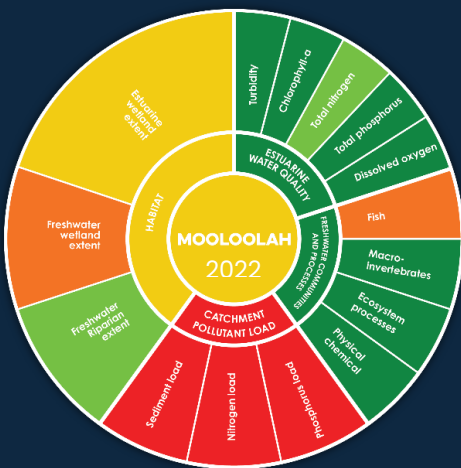 MOOLOOLAH
2022
HABITAT
ESTUARINE
WATER QUALITY
FRESHWATER COMMUNITIES
AND PROCESSES
CATCHMENT
POLLUTANT LOAD
Estuarine
wetland
extent
Turbidity
Chlorophyll-a
Total nitrogen
Total phosphorus
Dissolved oxygen
Fish
Macro-
Invertebrates
Ecosystem
processes
Physical
chemical
Phosphorus load
Nitrogen load
Sediment load
Freshwater
Riparian
extent
Freshwater
wetland
extent